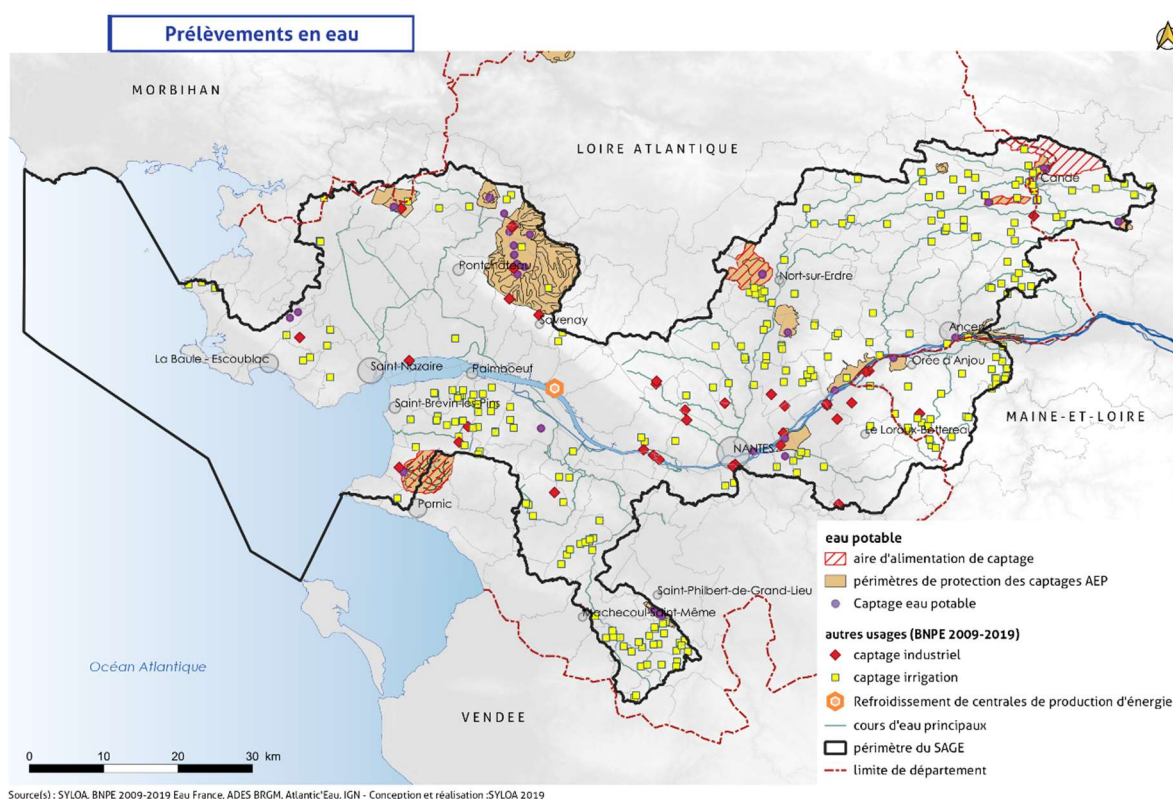 Prélèvements en eau
MORBIHAN
LOIRE ATLANTIQUE
Candé
Pontchâteau
Nort-sur-Erdre
Savenay
Ancenis
La Baule - Escoublac
Saint-Nazaire
Paimboeuf
Orée d'Anjou
Saint-Brévin-les-Pins
MAINE-ET-LOIRE
Le Loroux-Bottereau
NANTES
Pornic
Saint-Philbert-de-Grand-Lieu
Machecoul-Saint-Même
Océan Atlantique
VENDEE
eau potable
aire d'alimentation de captage
périmètres de protection des captages AEP
Captage eau potable
autres usages (BNPE 2009-2019)
captage industriel
captage irrigation
Refroidissement de centrales de production d'énergie
cours d'eau principaux
périmètre du SAGE
limite de département
0 10 20 30 km
Source(s) : SYLOA, BNPE 2009-2019 Eau France, ADES BRGM, Atlantic'Eau, IGN - Conception et réalisation :SYLOA 2019